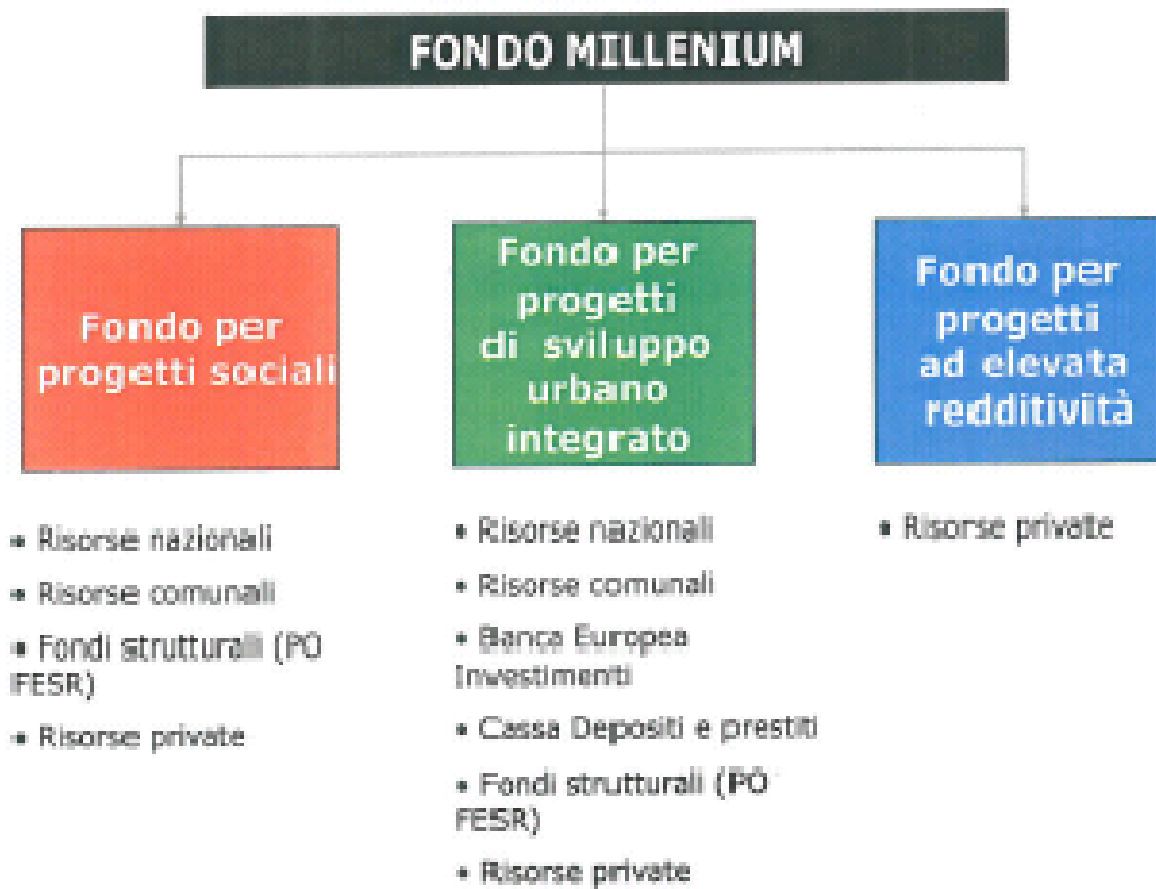 FONDO MILLENIUM
Fondo per
progetti sociali
• Risorse nazionali
• Risorse comunali
• Fondi strutturali (PO
FESR)
• Risorse private
Fondo per
progetti
di sviluppo
urbano
integrato
• Risorse nazionali
• Risorse comunali
• Banca Europea
Investimenti
• Cassa Depositi e prestiti
• Fondi strutturali (PO
FESR)
• Risorse private
Fondo per
progetti
ad elevata
redditività
• Risorse private